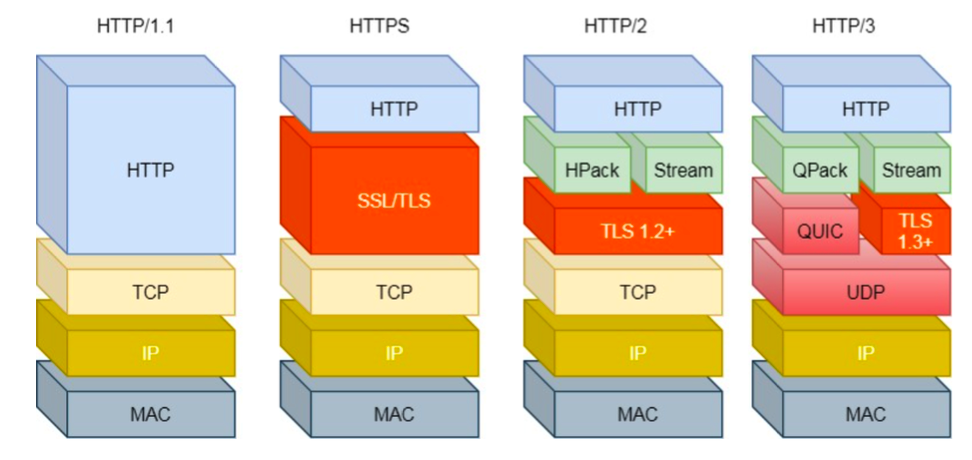 HTTP/1.1
HTTPS
HTTP/2
HTTP/3
HTTP
HTTP
HTTP
HTTP
HPack
Stream
QPack
Stream
SSL/TLS
TLS 1.2+
QUIC
TLS
1.3+
TCP
TCP
TCP
UDP
IP
IP
IP
IP
MAC
MAC
MAC
MAC